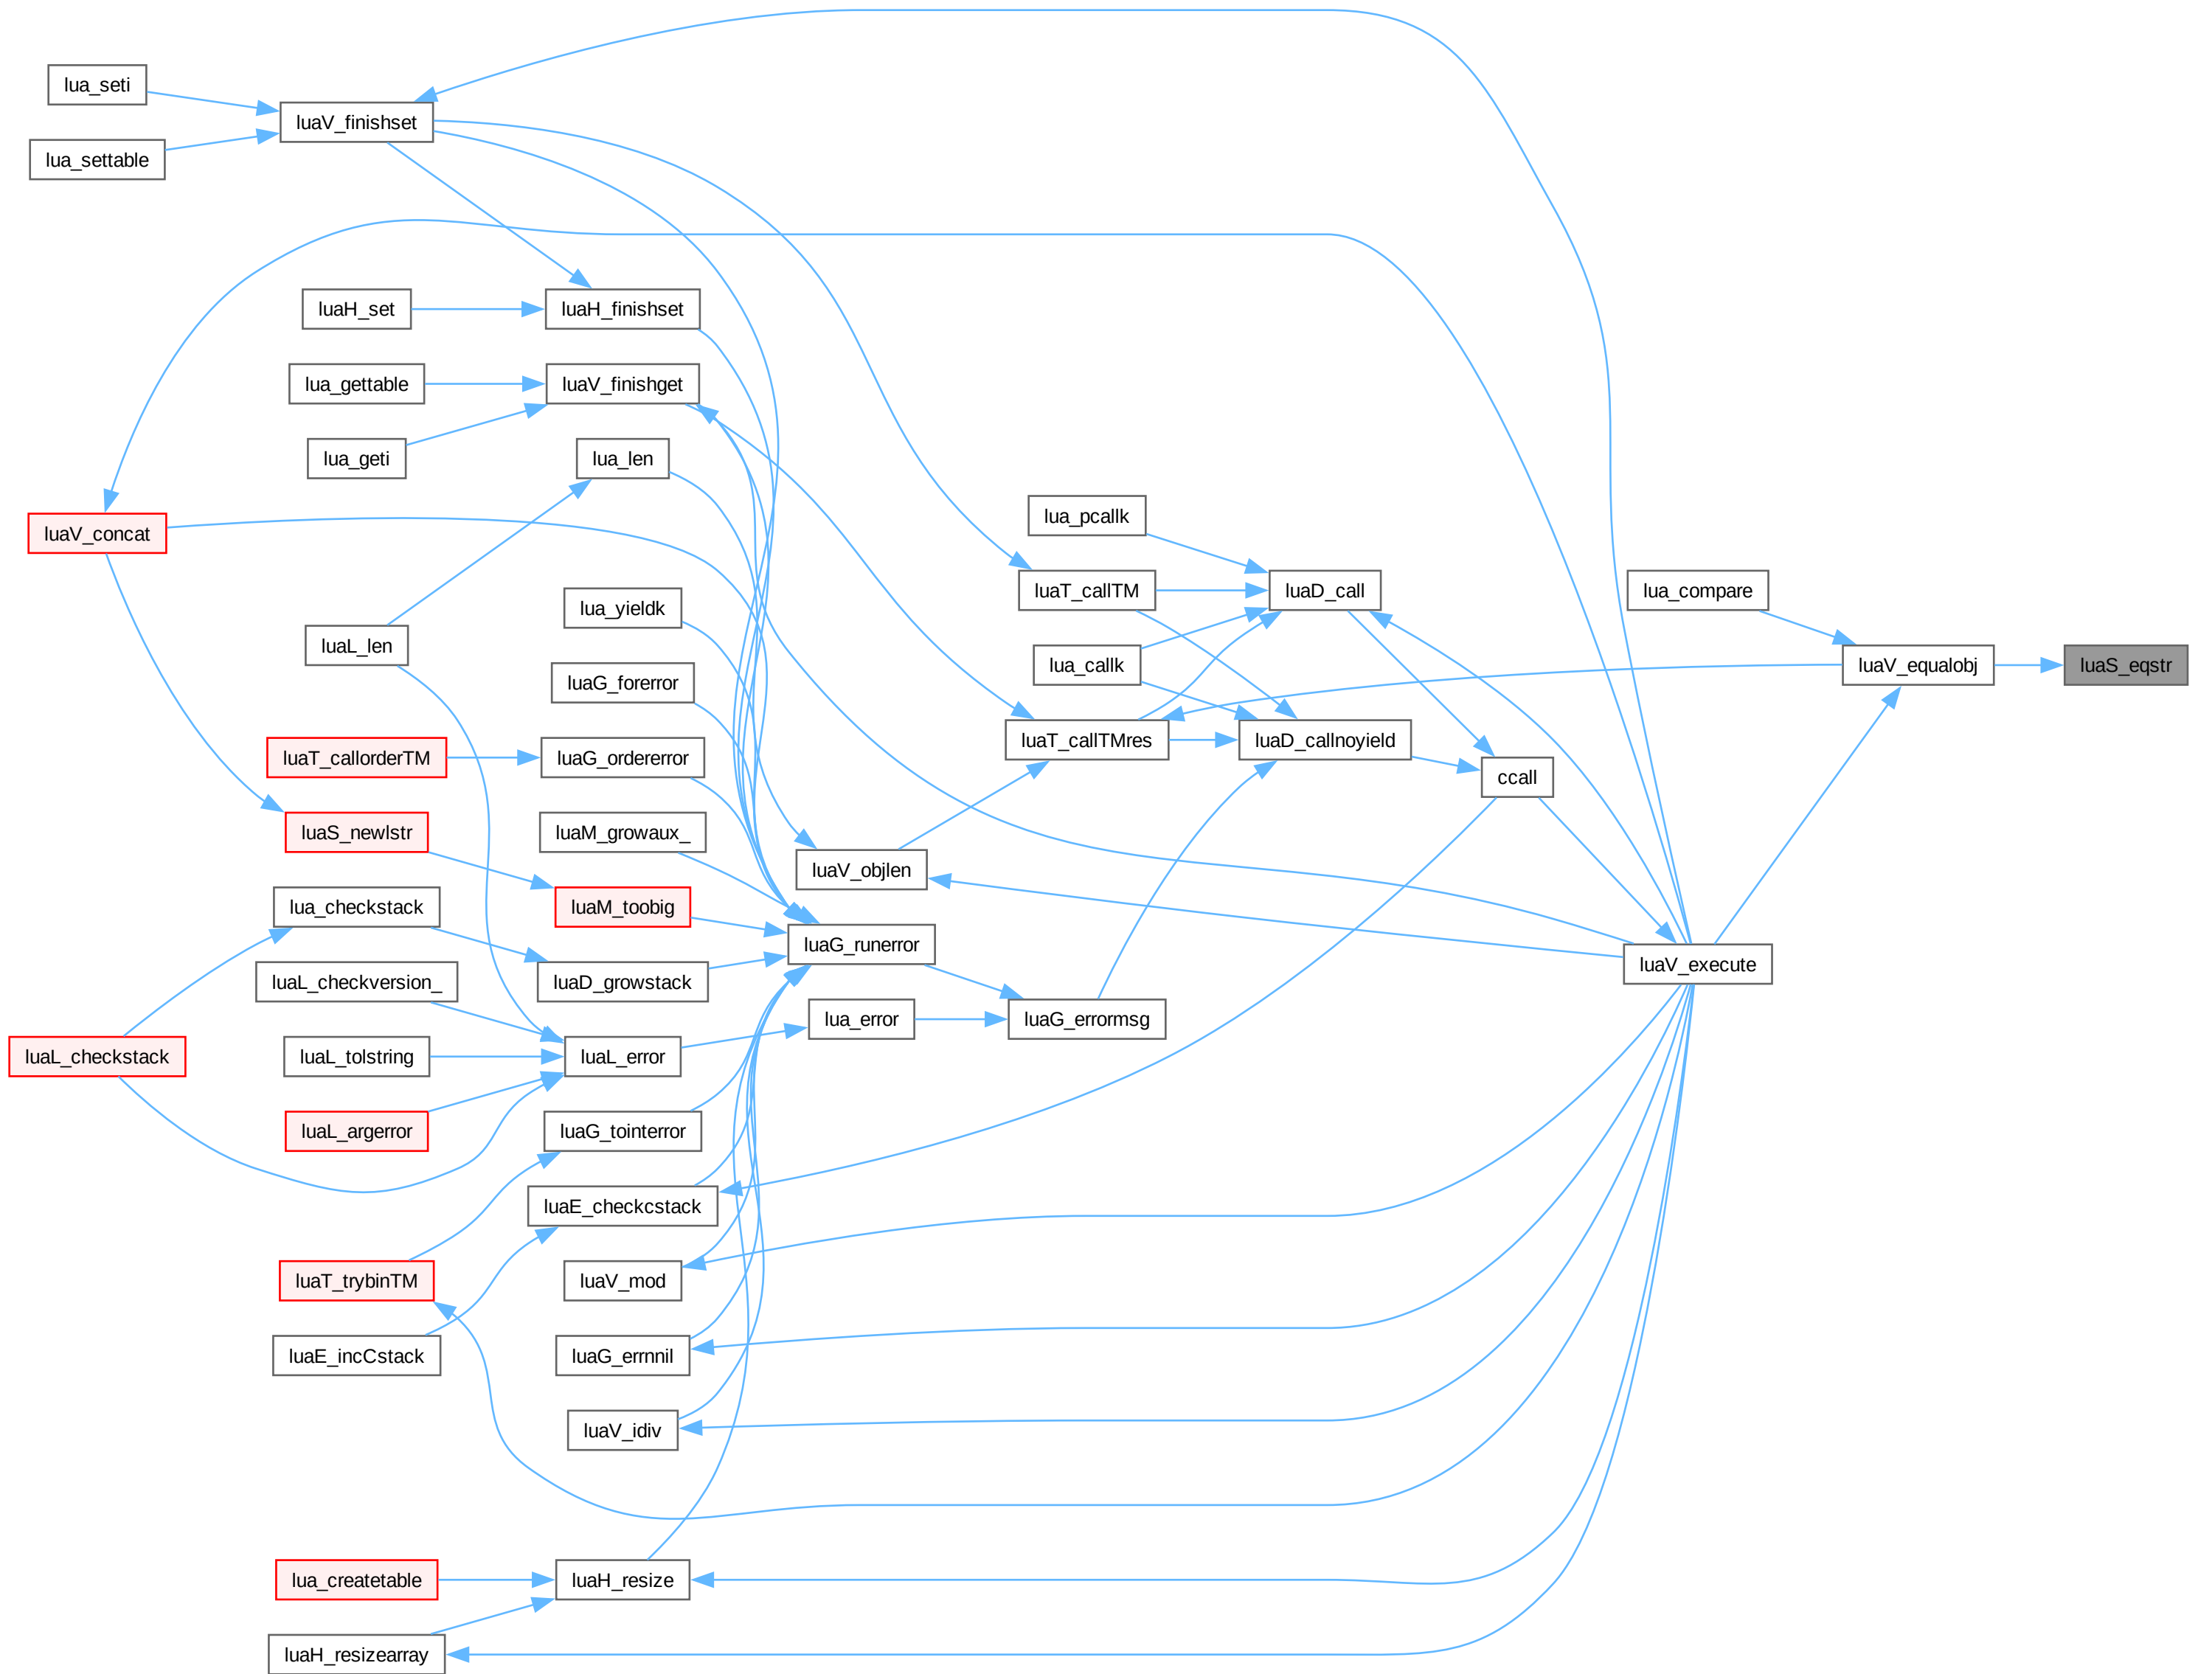 lua_seti
luaV_finishset
lua_settable
luaH_set
luaH_finishset
lua_gettable
luaV_finishget
lua_geti
lua_len
luaV_concat
lua_pcallk
luaT_callTM
luaD_call
lua_compare
lua_yieldk
luaL_len
lua_callk
luaV_equalobj
luaS_eqstr
luaG_forerror
luaT_callTMres
luaD_callnoyield
luaT_callorderTM
luaG_ordererror
ccall
luaS_newlstr
luaM_growaux_
luaV_objlen
lua_checkstack
luaM_toobig
luaG_runerror
luaV_execute
luaL_checkversion_
luaD_growstack
lua_error
luaG_errormsg
luaL_checkstack
luaL_tolstring
luaL_error
luaL_argerror
luaG_tointerror
luaE_checkcstack
luaT_trybinTM
luaV_mod
luaE_incCstack
luaG_errnnil
luaV_idiv
lua_createtable
luaH_resize
luaH_resizearray